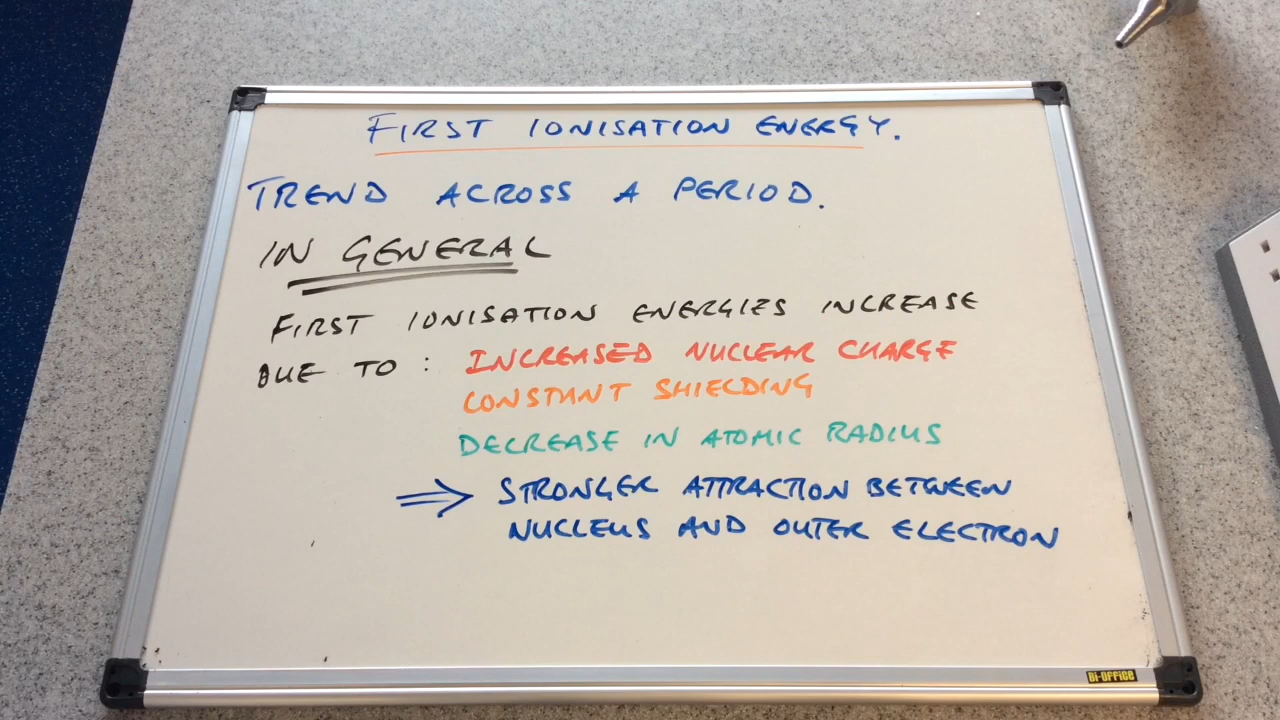 FIRST IONISATION ENERGY.
TREND ACROSS A PERIOD.
IN GENERAL
FIRST IONISATION ENERGIES INCREASE
DUE TO : INCREASED NUCLEAR CHARGE
CONSTANT SHIELDING
DECREASE IN ATOMIC RADIUS
⇒ STRONGER ATTRACTION BETWEEN
NUCLEUS AND OUTER ELECTRON
Bi-OFFiCE